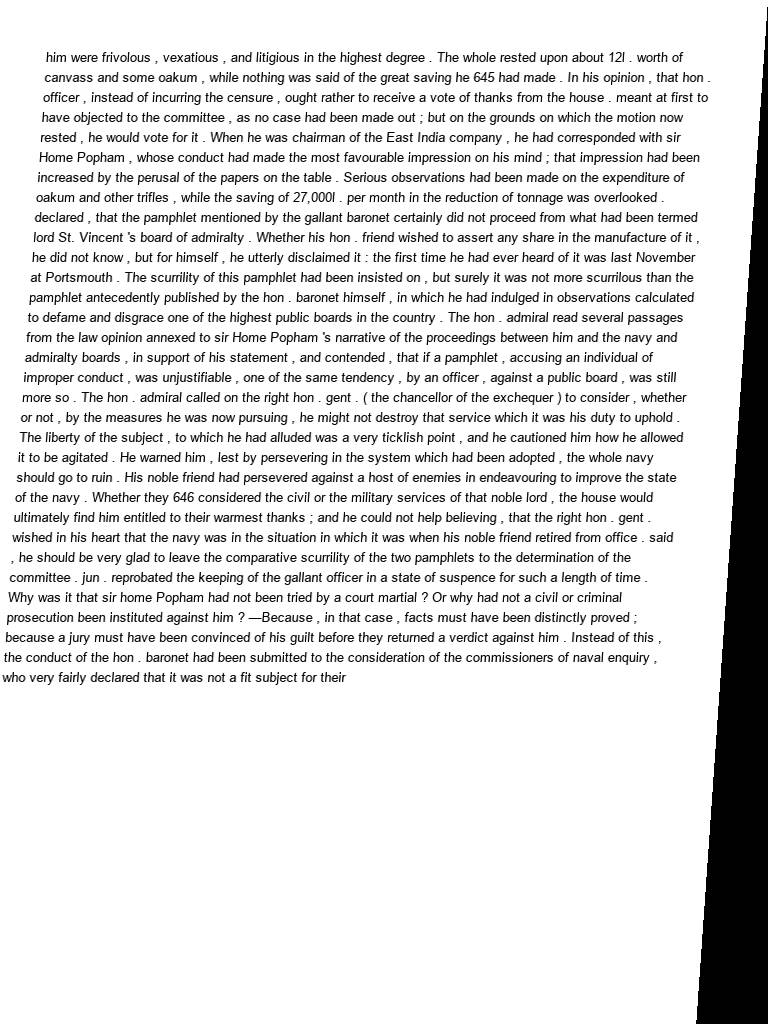 him were frivolous , vexatious , and litigious in the highest degree . The whole rested upon about 12l . worth of
canvass and some oakum , while nothing was said of the great saving he 645 had made . In his opinion , that hon .
officer , instead of incurring the censure , ought rather to receive a vote of thanks from the house . meant at first to
have objected to the committee , as no case had been made out ; but on the grounds on which the motion now
rested , he would vote for it . When he was chairman of the East India company , he had corresponded with sir
Home Popham , whose conduct had made the most favourable impression on his mind ; that impression had been
increased by the perusal of the papers on the table . Serious observations had been made on the expenditure of
oakum and other trifles , while the saving of 27,000l . per month in the reduction of tonnage was overlooked .
declared , that the pamphlet mentioned by the gallant baronet certainly did not proceed from what had been termed
lord St. Vincent 's board of admiralty . Whether his hon . friend wished to assert any share in the manufacture of it ,
he did not know , but for himself , he utterly disclaimed it : the first time he had ever heard of it was last November
at Portsmouth . The scurrility of this pamphlet had been insisted on , but surely it was not more scurrilous than the
pamphlet antecedently published by the hon . baronet himself , in which he had indulged in observations calculated
to defame and disgrace one of the highest public boards in the country . The hon . admiral read several passages
from the law opinion annexed to sir Home Popham 's narrative of the proceedings between him and the navy and
admiralty boards , in support of his statement , and contended , that if a pamphlet , accusing an individual of
improper conduct , was unjustifiable , one of the same tendency , by an officer , against a public board , was still
more so . The hon . admiral called on the right hon . gent . ( the chancellor of the exchequer ) to consider , whether
or not , by the measures he was now pursuing , he might not destroy that service which it was his duty to uphold .
The liberty of the subject , to which he had alluded was a very ticklish point , and he cautioned him how he allowed
it to be agitated . He warned him , lest by persevering in the system which had been adopted , the whole navy
should go to ruin . His noble friend had persevered against a host of enemies in endeavouring to improve the state
of the navy . Whether they 646 considered the civil or the military services of that noble lord , the house would
ultimately find him entitled to their warmest thanks ; and he could not help believing , that the right hon . gent .
wished in his heart that the navy was in the situation in which it was when his noble friend retired from office . said
, he should be very glad to leave the comparative scurrility of the two pamphlets to the determination of the
committee . jun . reprobated the keeping of the gallant officer in a state of suspence for such a length of time .
Why was it that sir home Popham had not been tried by a court martial ? Or why had not a civil or criminal
prosecution been instituted against him ? —Because , in that case , facts must have been distinctly proved ;
because a jury must have been convinced of his guilt before they returned a verdict against him . Instead of this ,
the conduct of the hon . baronet had been submitted to the consideration of the commissioners of naval enquiry ,
who very fairly declared that it was not a fit subject for their